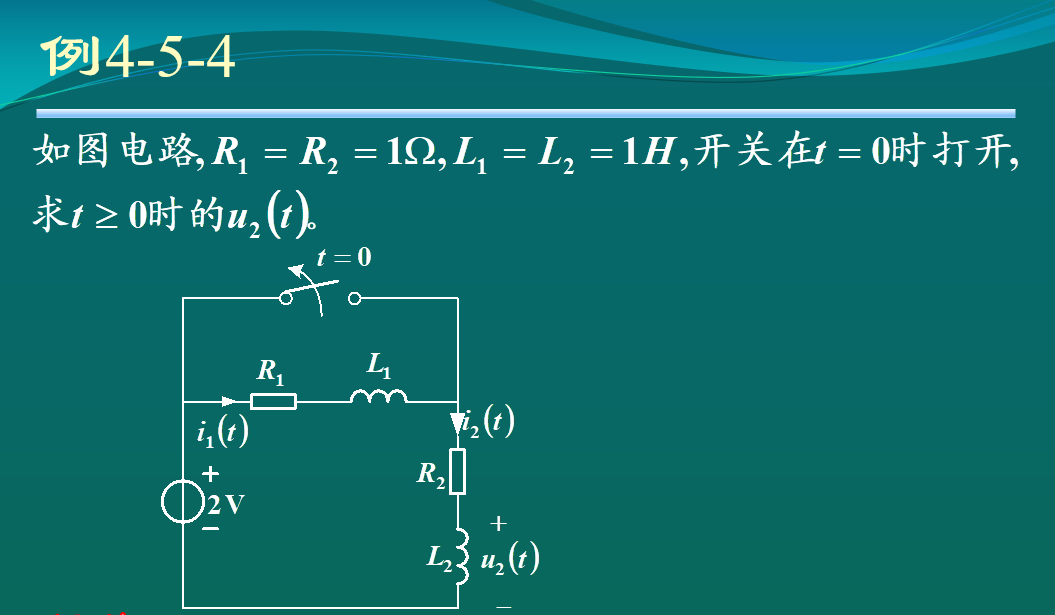 例4-5-4
如图电路,R₁ = R₂ = 1Ω,L₁ = L₂ = 1H,开关在t = 0时打开,
求t ≥ 0时的u₂(t)。
t = 0
R₁
L₁
i₁(t)
i₂(t)
R₂
+
2 V
−
L₂
+
u₂(t)
−